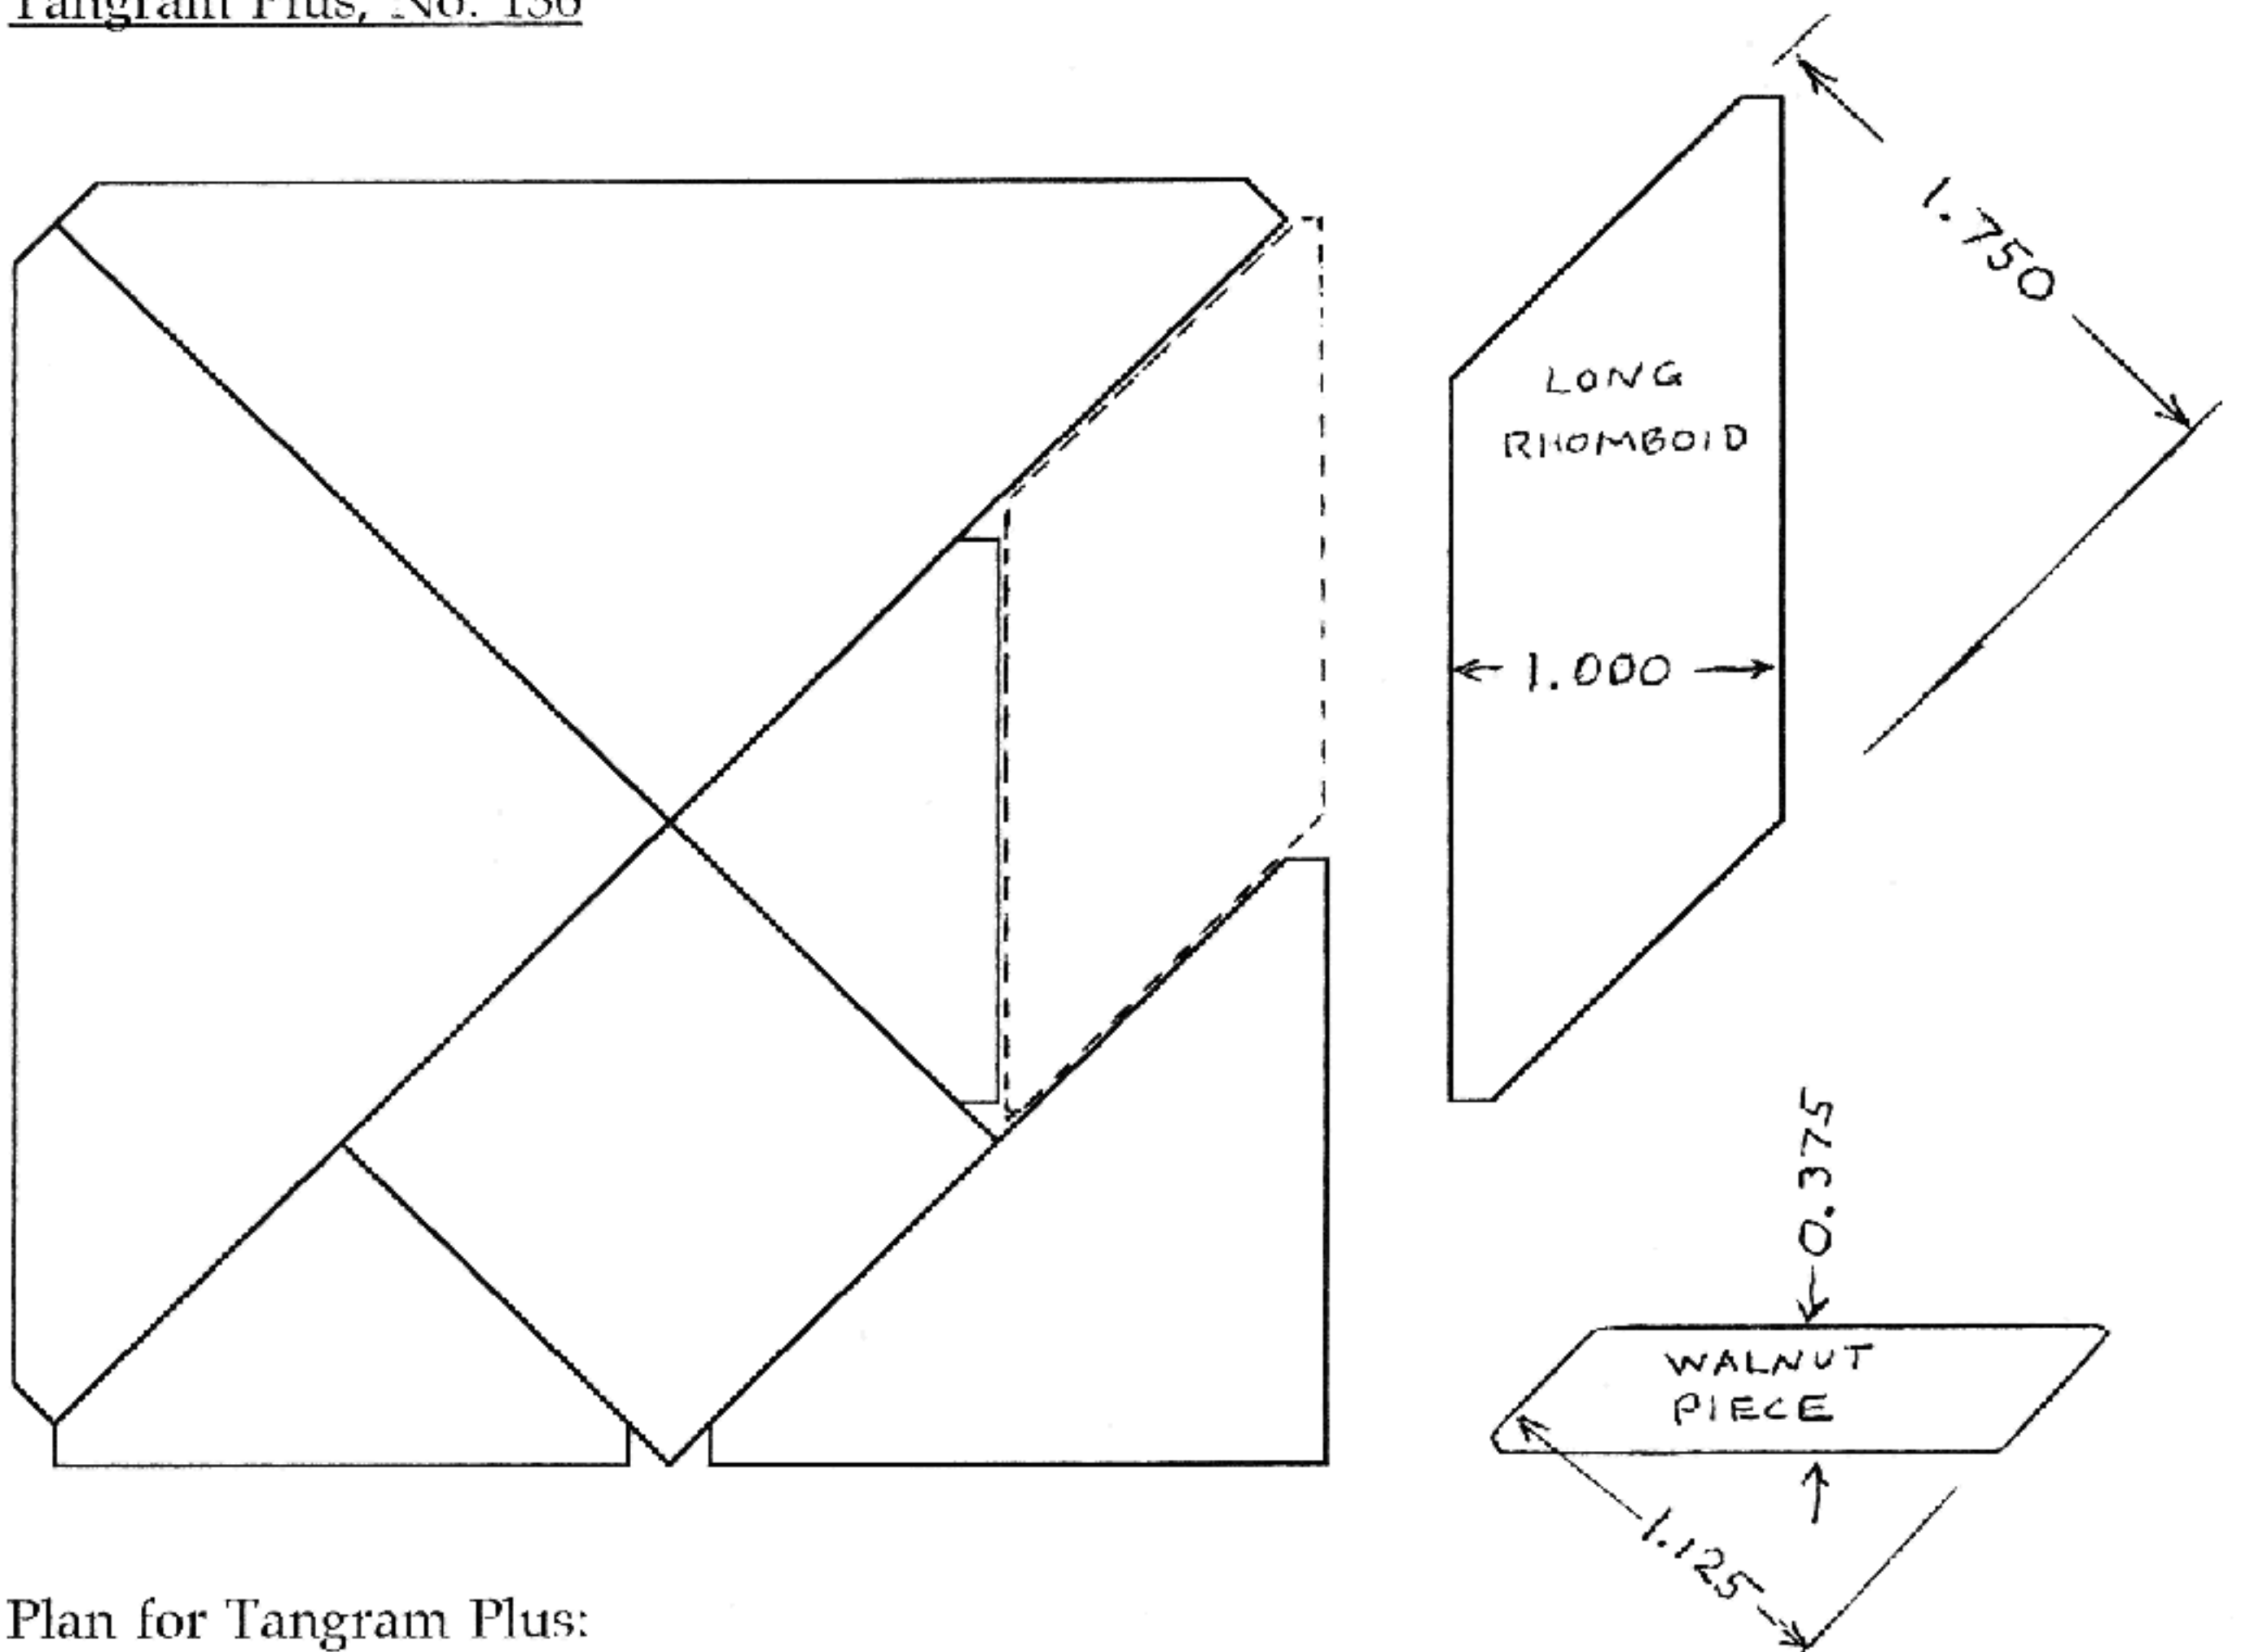 Tangram Plus, No. 136
1.750
LONG
RHOMBOID
1.000
0.375
WALNUT
PIECE
1.125
Plan for Tangram Plus: